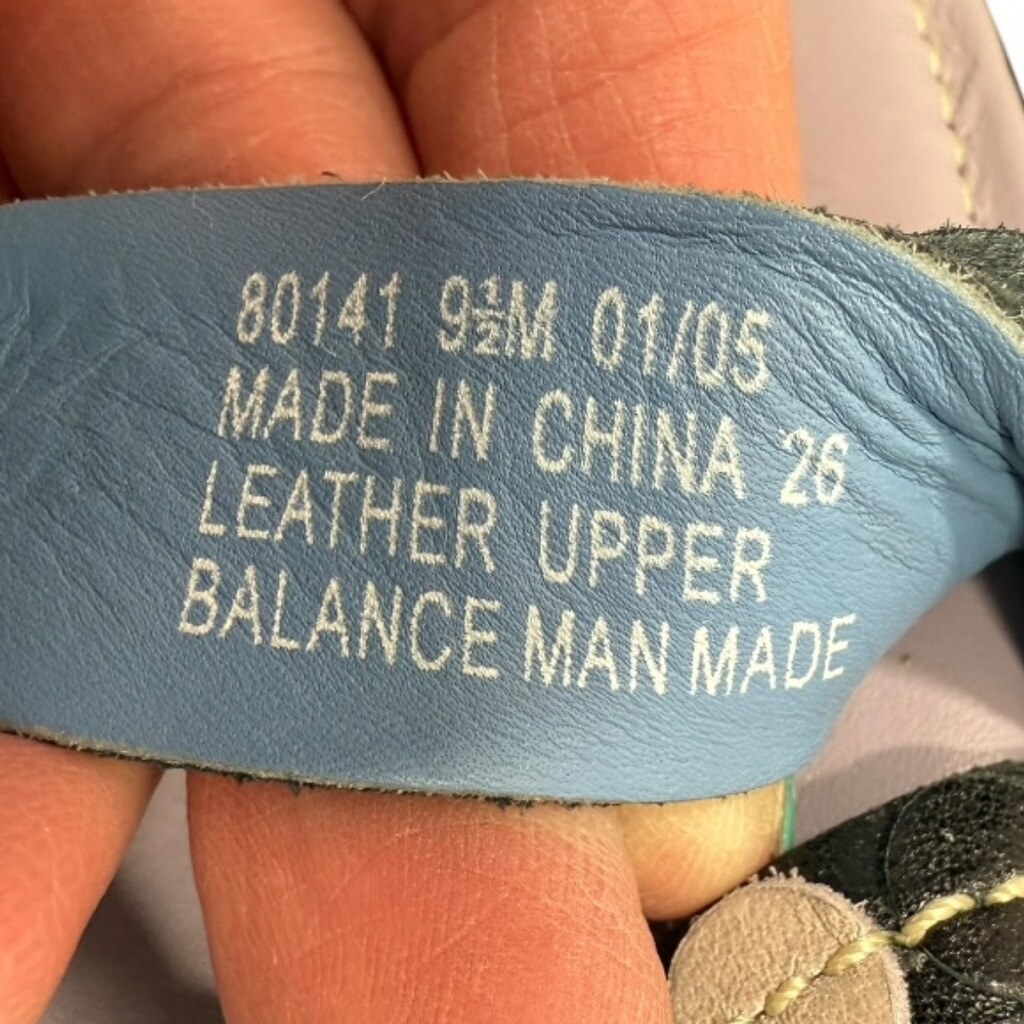 80141 9½M 01/05
MADE IN CHINA 26
LEATHER UPPER
BALANCE MAN MADE